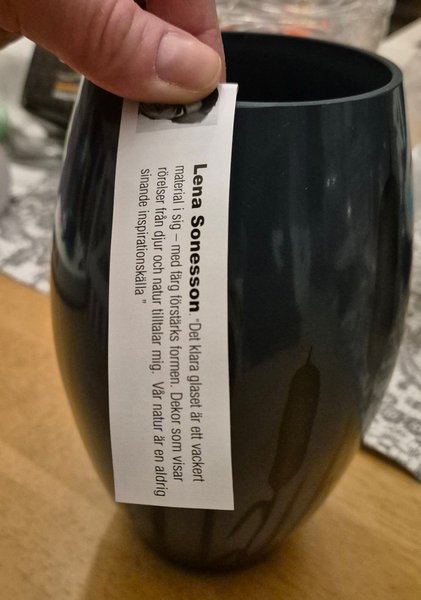 Lena Sonesson. "Det klara glaset är ett vackert
material i sig – med färg förstärks formen. Dekor som visar
rörelser från djur och natur tilltalar mig. Vår natur är en aldrig
sinande inspirationskälla."